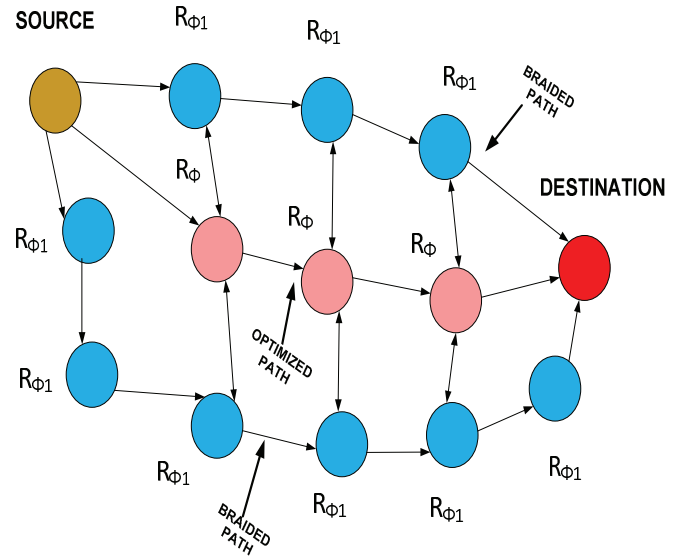 SOURCE
RΦ1
RΦ1
RΦ1
BRAIDED
PATH
RΦ
DESTINATION
RΦ1
RΦ
RΦ
OPTIMIZED
PATH
RΦ1
RΦ1
RΦ1
RΦ1
RΦ1
BRAIDED
PATH